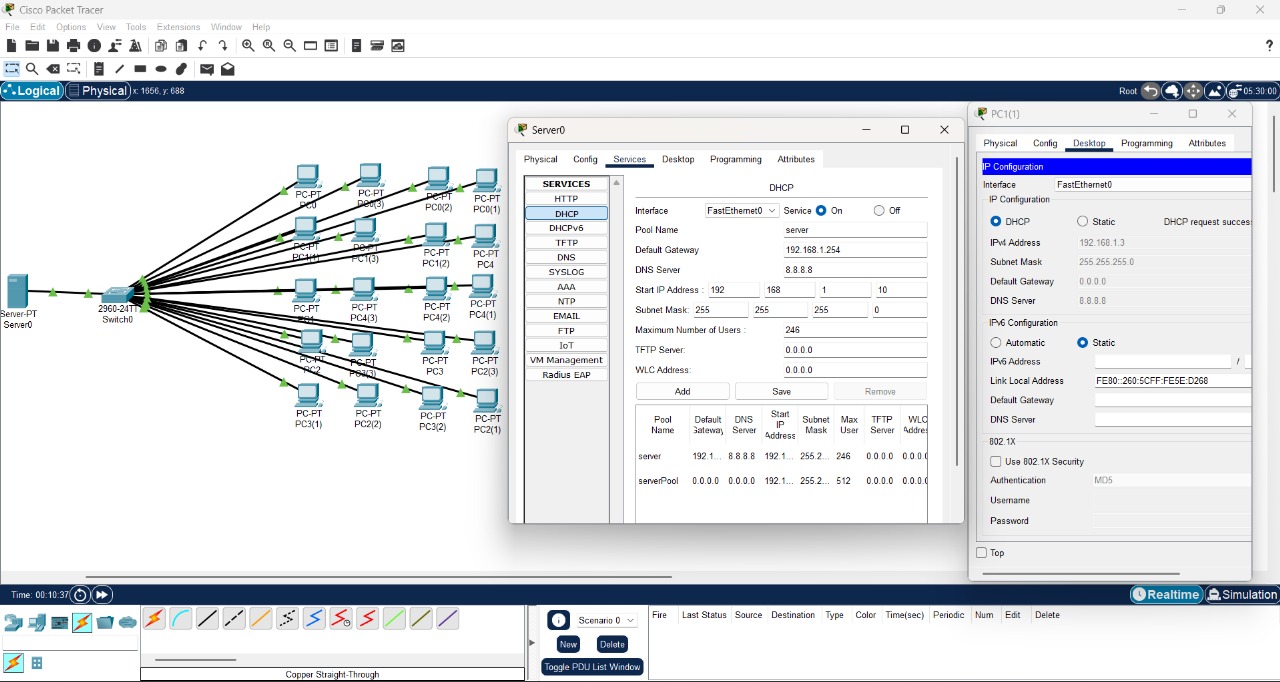 Cisco Packet Tracer
File Edit Options View Tools Extensions Window Help
Logical Physical x: 1656, y: 688
Root 05:30:00
PC-PT
PC0
PC-PT
PC0(3)
PC-PT
PC0(2)
PC-PT
PC0(1)
PC-PT
PC1(1)
PC-PT
PC1(3)
PC-PT
PC1(2)
PC-PT
PC4
PC-PT
PC1
PC-PT
PC4(3)
PC-PT
PC4(2)
PC-PT
PC4(1)
PC-PT
PC2
PC-PT
PC3(3)
PC-PT
PC3
PC-PT
PC2(3)
PC-PT
PC3(1)
PC-PT
PC2(2)
PC-PT
PC3(2)
PC-PT
PC2(1)
Server-PT
Server0
2960-24TT
Switch0
Server0
Physical Config Services Desktop Programming Attributes
SERVICES
HTTP
DHCP
DHCPv6
TFTP
DNS
SYSLOG
AAA
NTP
EMAIL
FTP
IoT
VM Management
Radius EAP
DHCP
Interface FastEthernet0 Service On Off
Pool Name server
Default Gateway 192.168.1.254
DNS Server 8.8.8.8
Start IP Address : 192 168 1 10
Subnet Mask: 255 255 255 0
Maximum Number of Users : 246
TFTP Server: 0.0.0.0
WLC Address: 0.0.0.0
Add Save Remove
Pool Name Default Gateway DNS Server Start IP Address Subnet Mask Max User TFTP Server WLC Addres
server 192.1... 8.8.8.8 192.1... 255.2... 246 0.0.0.0 0.0.0.0
serverPool 0.0.0.0 0.0.0.0 192.1... 255.2... 512 0.0.0.0 0.0.0.0
PC1(1)
Physical Config Desktop Programming Attributes
IP Configuration
Interface FastEthernet0
IP Configuration
DHCP Static DHCP request succes
IPv4 Address 192.168.1.3
Subnet Mask 255.255.255.0
Default Gateway 0.0.0.0
DNS Server 8.8.8.8
IPv6 Configuration
Automatic Static
IPv6 Address /
Link Local Address FE80::260:5CFF:FE5E:D268
Default Gateway
DNS Server
802.1X
Use 802.1X Security
Authentication MD5
Username
Password
Top
Time: 00:10:37
Realtime Simulation
Copper Straight-Through
Scenario 0
New Delete
Toggle PDU List Window
Fire Last Status Source Destination Type Color Time(sec) Periodic Num Edit Delete